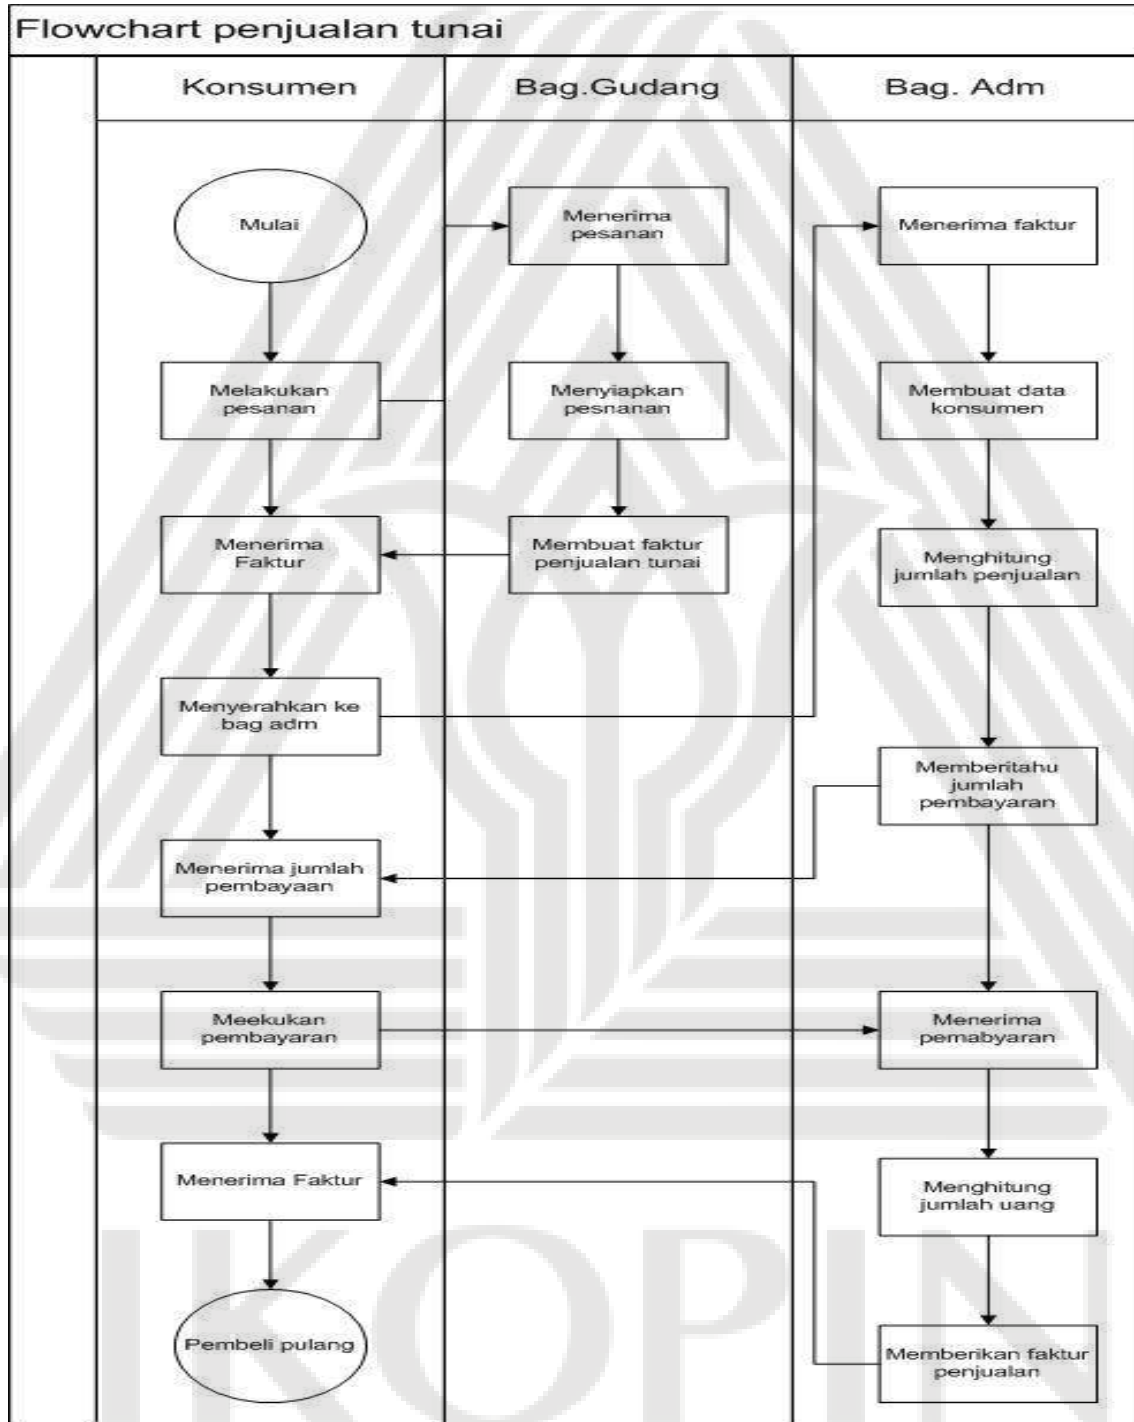 Flowchart penjualan tunai
Konsumen
Bag.Gudang
Bag. Adm
Mulai
Menerima
pesanan
Menerima faktur
Melakukan
pesanan
Menyiapkan
pesnanan
Membuat data
konsumen
Menerima
Faktur
Membuat faktur
penjualan tunai
Menghitung
jumlah penjualan
Menyerahkan ke
bag adm
Memberitahu
jumlah
pembayaran
Menerima jumlah
pembayaan
Meekukan
pembayaran
Menerima
pemabyaran
Menerima Faktur
Menghitung
jumlah uang
Pembeli pulang
Memberikan faktur
penjualan
IKOPIN